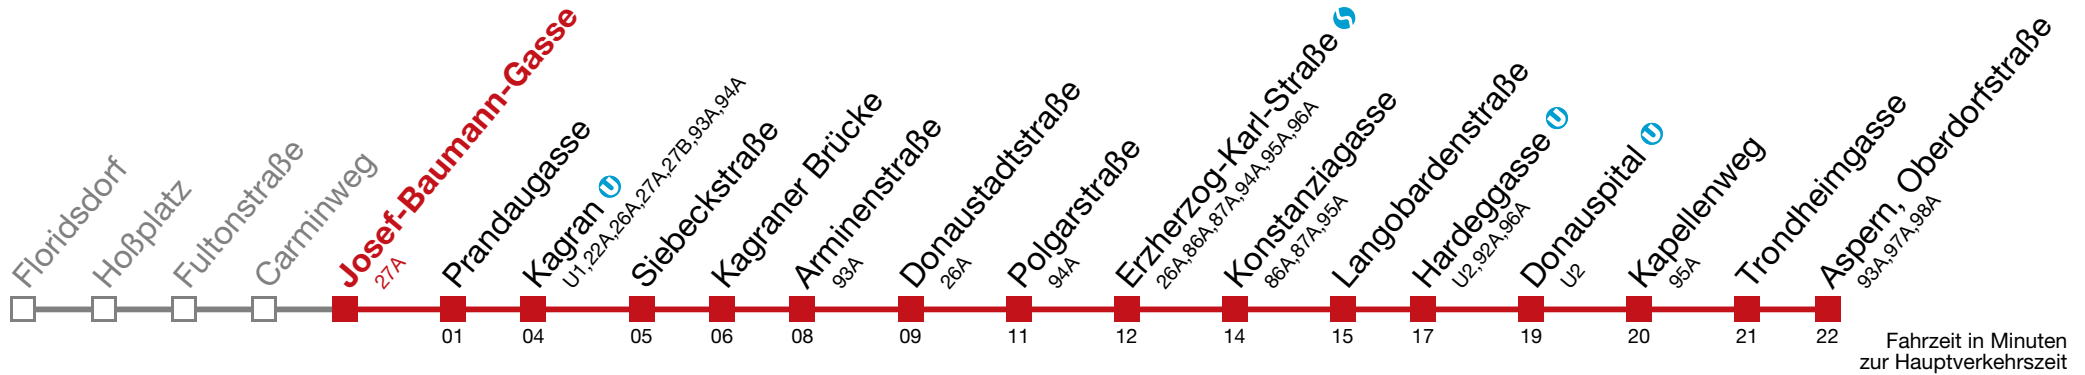 Floridsdorf
Hoßplatz
Fultonstraße
Carminweg
Josef-Baumann-Gasse
27A
Prandaugasse
Kagran U
U1,22A,26A,27A,27B,93A,94A
Siebeckstraße
Kagraner Brücke
Arminenstraße
93A
Donaustadtstraße
26A
Polgarstraße
94A
Erzherzog-Karl-Straße S
26A,86A,87A,94A,95A,96A
Konstanziagasse
86A,87A,95A
Langobardenstraße
Hardeggasse U
U2,92A,96A
Donauspital U
U2
Kapellenweg
95A
Trondheimgasse
Aspern, Oberdorfstraße
93A,97A,98A
01 04 05 06 08 09 11 12 14 15 17 19 20 21 22
Fahrzeit in Minuten
zur Hauptverkehrszeit